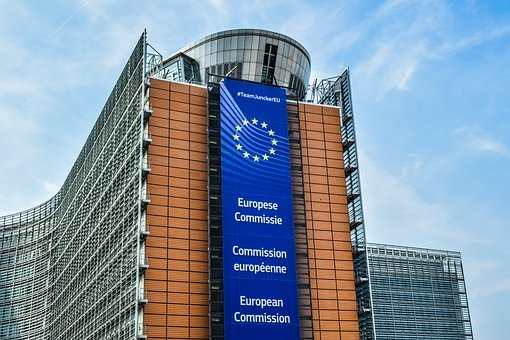 #TeamJunckerEU
Europese
Commissie
Commission
européenne
European
Commission